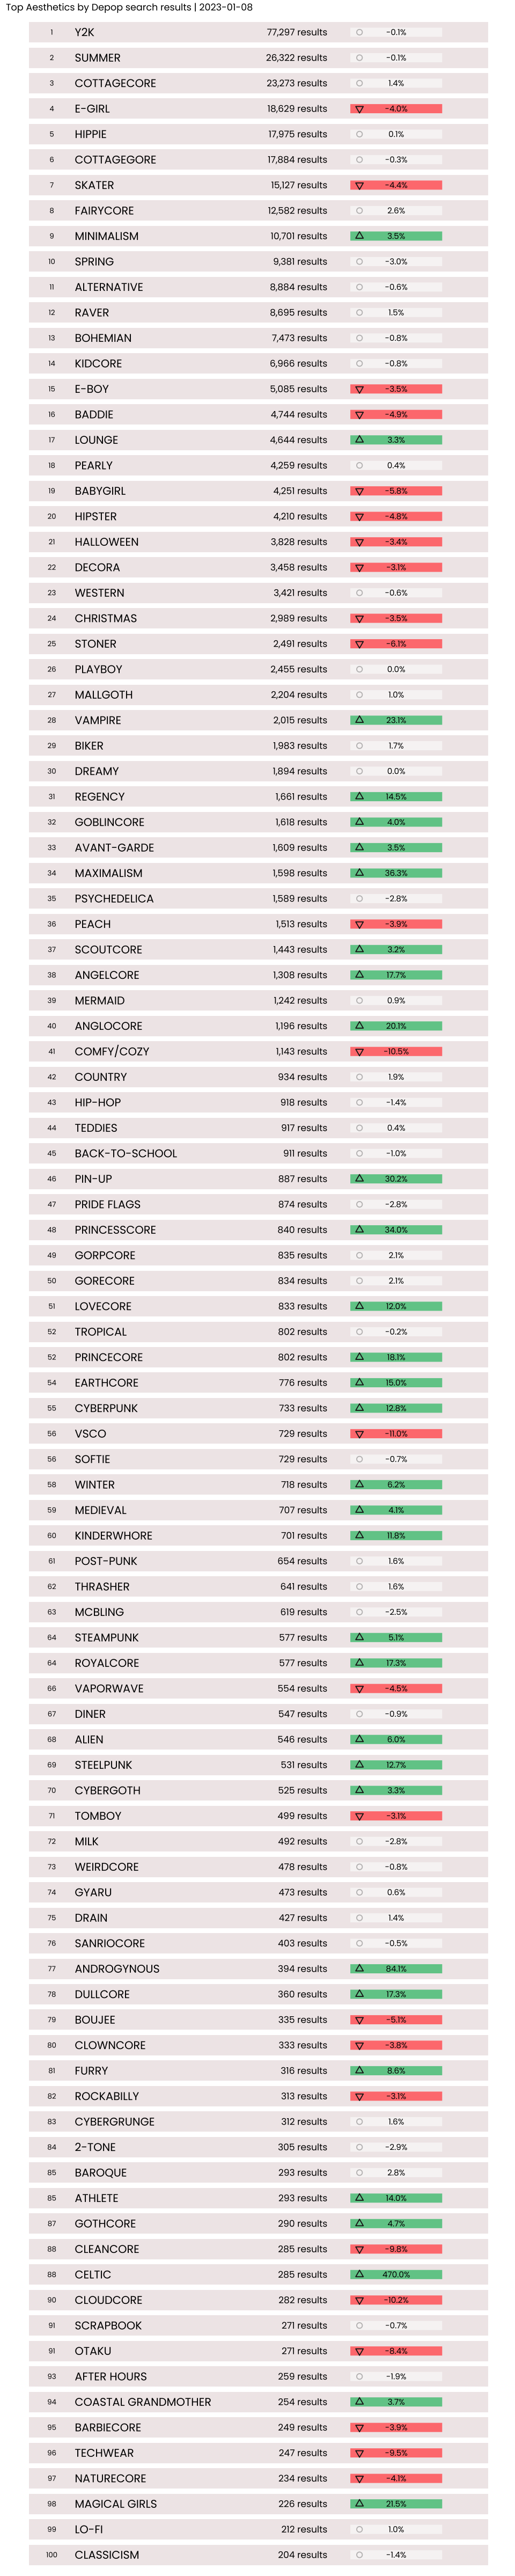 Top Aesthetics by Depop search results | 2023-01-08
1 Y2K 77,297 results -0.1%
2 SUMMER 26,322 results -0.1%
3 COTTAGECORE 23,273 results 1.4%
4 E-GIRL 18,629 results -4.0%
5 HIPPIE 17,975 results 0.1%
6 COTTAGEGORE 17,884 results -0.3%
7 SKATER 15,127 results -4.4%
8 FAIRYCORE 12,582 results 2.6%
9 MINIMALISM 10,701 results 3.5%
10 SPRING 9,381 results -3.0%
11 ALTERNATIVE 8,884 results -0.6%
12 RAVER 8,695 results 1.5%
13 BOHEMIAN 7,473 results -0.8%
14 KIDCORE 6,966 results -0.8%
15 E-BOY 5,085 results -3.5%
16 BADDIE 4,744 results -4.9%
17 LOUNGE 4,644 results 3.3%
18 PEARLY 4,259 results 0.4%
19 BABYGIRL 4,251 results -5.8%
20 HIPSTER 4,210 results -4.8%
21 HALLOWEEN 3,828 results -3.4%
22 DECORA 3,458 results -3.1%
23 WESTERN 3,421 results -0.6%
24 CHRISTMAS 2,989 results -3.5%
25 STONER 2,491 results -6.1%
26 PLAYBOY 2,455 results 0.0%
27 MALLGOTH 2,204 results 1.0%
28 VAMPIRE 2,015 results 23.1%
29 BIKER 1,983 results 1.7%
30 DREAMY 1,894 results 0.0%
31 REGENCY 1,661 results 14.5%
32 GOBLINCORE 1,618 results 4.0%
33 AVANT-GARDE 1,609 results 3.5%
34 MAXIMALISM 1,598 results 36.3%
35 PSYCHEDELICA 1,589 results -2.8%
36 PEACH 1,513 results -3.9%
37 SCOUTCORE 1,443 results 3.2%
38 ANGELCORE 1,308 results 17.7%
39 MERMAID 1,242 results 0.9%
40 ANGLOCORE 1,196 results 20.1%
41 COMFY/COZY 1,143 results -10.5%
42 COUNTRY 934 results 1.9%
43 HIP-HOP 918 results -1.4%
44 TEDDIES 917 results 0.4%
45 BACK-TO-SCHOOL 911 results -1.0%
46 PIN-UP 887 results 30.2%
47 PRIDE FLAGS 874 results -2.8%
48 PRINCESSCORE 840 results 34.0%
49 GORPCORE 835 results 2.1%
50 GORECORE 834 results 2.1%
51 LOVECORE 833 results 12.0%
52 TROPICAL 802 results -0.2%
52 PRINCECORE 802 results 18.1%
54 EARTHCORE 776 results 15.0%
55 CYBERPUNK 733 results 12.8%
56 VSCO 729 results -11.0%
56 SOFTIE 729 results -0.7%
58 WINTER 718 results 6.2%
59 MEDIEVAL 707 results 4.1%
60 KINDERWHORE 701 results 11.8%
61 POST-PUNK 654 results 1.6%
62 THRASHER 641 results 1.6%
63 MCBLING 619 results -2.5%
64 STEAMPUNK 577 results 5.1%
64 ROYALCORE 577 results 17.3%
66 VAPORWAVE 554 results -4.5%
67 DINER 547 results -0.9%
68 ALIEN 546 results 6.0%
69 STEELPUNK 531 results 12.7%
70 CYBERGOTH 525 results 3.3%
71 TOMBOY 499 results -3.1%
72 MILK 492 results -2.8%
73 WEIRDCORE 478 results -0.8%
74 GYARU 473 results 0.6%
75 DRAIN 427 results 1.4%
76 SANRIOCORE 403 results -0.5%
77 ANDROGYNOUS 394 results 84.1%
78 DULLCORE 360 results 17.3%
79 BOUJEE 335 results -5.1%
80 CLOWNCORE 333 results -3.8%
81 FURRY 316 results 8.6%
82 ROCKABILLY 313 results -3.1%
83 CYBERGRUNGE 312 results 1.6%
84 2-TONE 305 results -2.9%
85 BAROQUE 293 results 2.8%
85 ATHLETE 293 results 14.0%
87 GOTHCORE 290 results 4.7%
88 CLEANCORE 285 results -9.8%
88 CELTIC 285 results 470.0%
90 CLOUDCORE 282 results -10.2%
91 SCRAPBOOK 271 results -0.7%
91 OTAKU 271 results -8.4%
93 AFTER HOURS 259 results -1.9%
94 COASTAL GRANDMOTHER 254 results 3.7%
95 BARBIECORE 249 results -3.9%
96 TECHWEAR 247 results -9.5%
97 NATURECORE 234 results -4.1%
98 MAGICAL GIRLS 226 results 21.5%
99 LO-FI 212 results 1.0%
100 CLASSICISM 204 results -1.4%